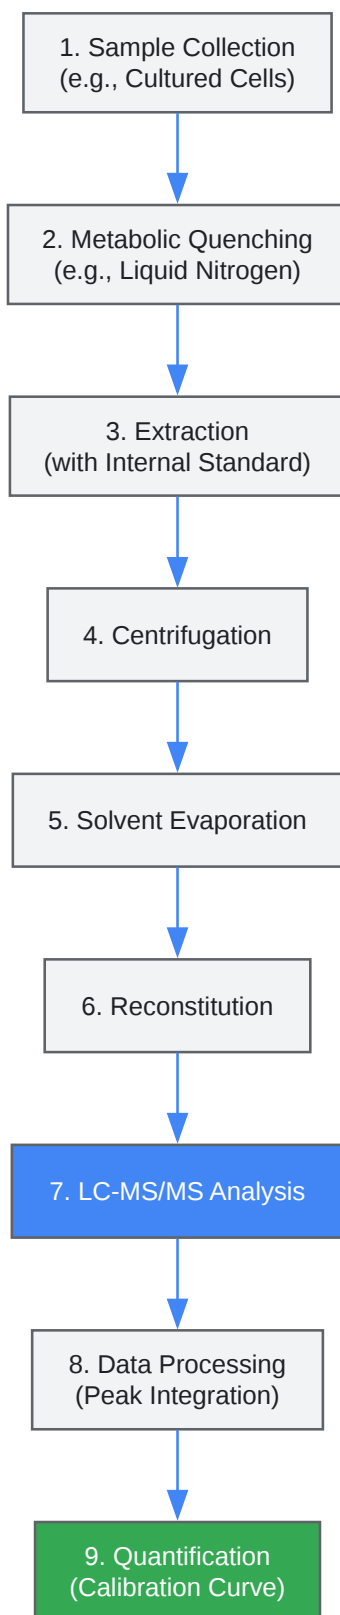 1. Sample Collection
(e.g., Cultured Cells)
2. Metabolic Quenching
(e.g., Liquid Nitrogen)
3. Extraction
(with Internal Standard)
4. Centrifugation
5. Solvent Evaporation
6. Reconstitution
7. LC-MS/MS Analysis
8. Data Processing
(Peak Integration)
9. Quantification
(Calibration Curve)